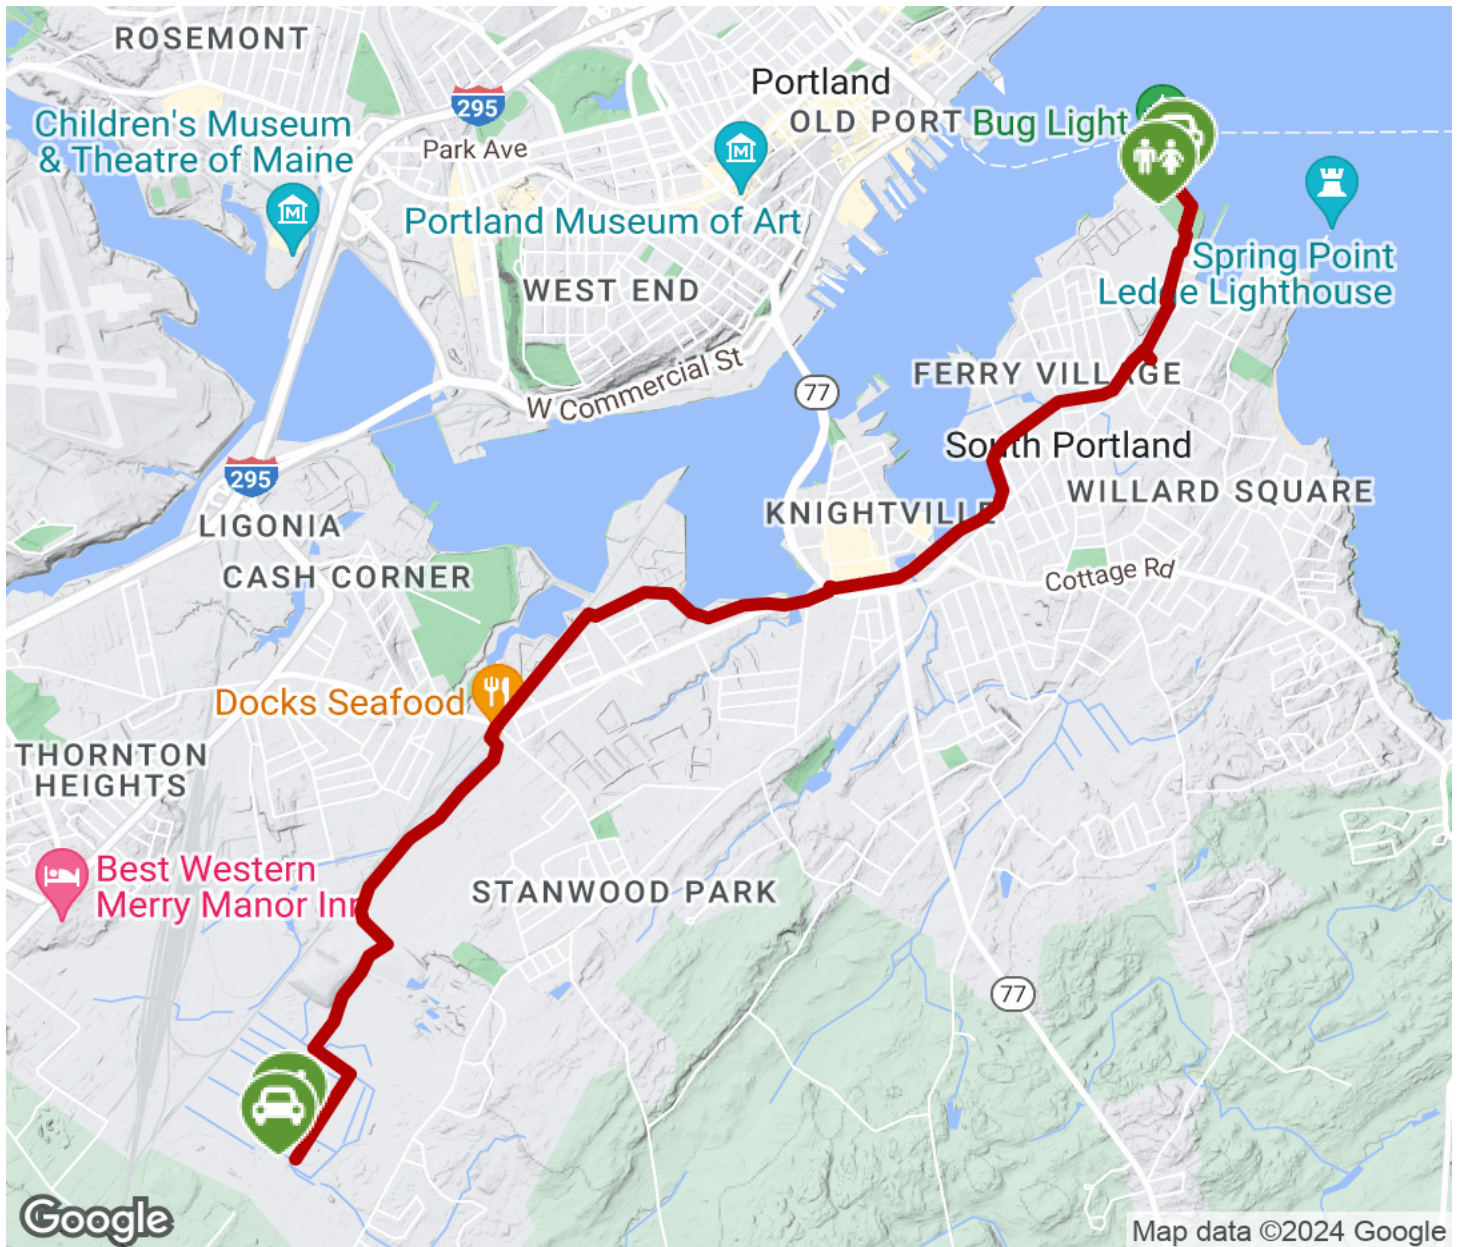 ROSEMONT
295
Portland
OLD PORT
Bug Light
Children's Museum
& Theatre of Maine
Park Ave
Portland Museum of Art
Spring Point
Ledge Lighthouse
WEST END
W Commercial St
77
FERRY VILLAGE
South Portland
295
WILLARD SQUARE
KNIGHTVILLE
LIGONIA
CASH CORNER
Cottage Rd
Docks Seafood
THORNTON
HEIGHTS
Best Western
Merry Manor Inn
STANWOOD PARK
77
Google
Map data ©2024 Google